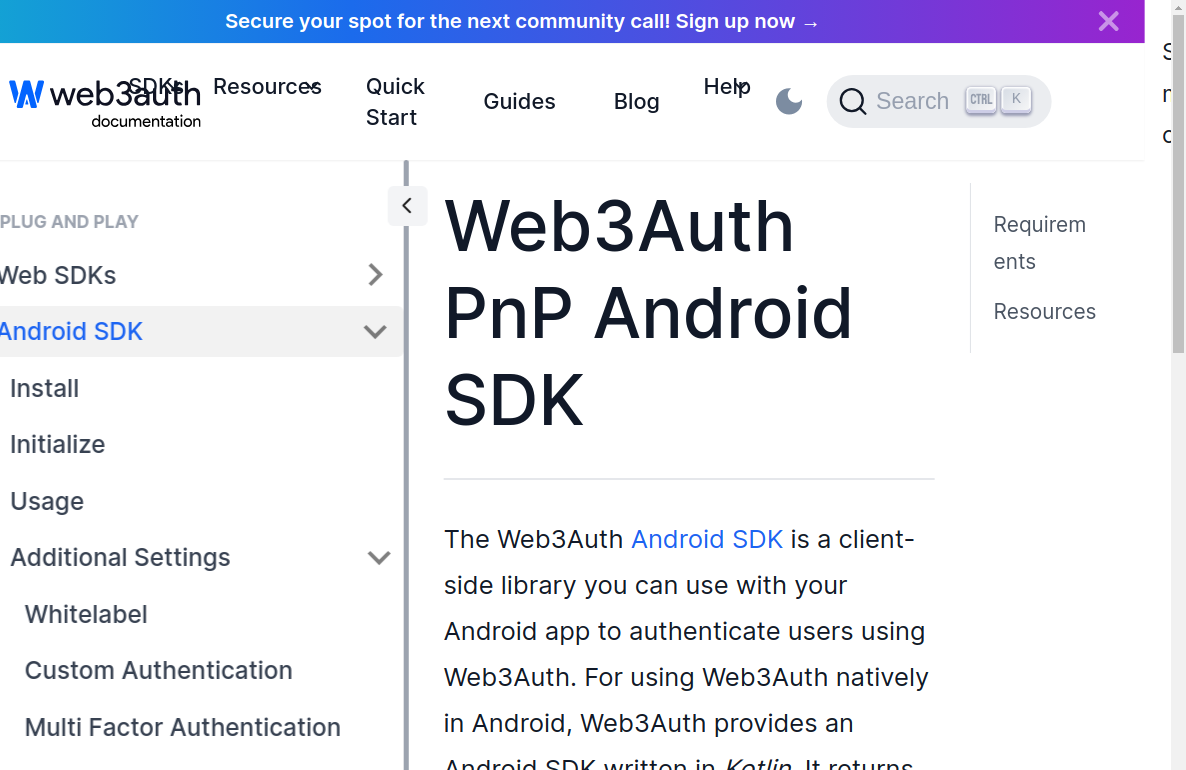 Secure your spot for the next community call! Sign up now →
web3auth
documentation
SDKs
Resources
Quick
Start
Guides
Blog
Help
Search
CTRL
K
PLUG AND PLAY
Web SDKs
Android SDK
Install
Initialize
Usage
Additional Settings
Whitelabel
Custom Authentication
Multi Factor Authentication
Web3Auth
PnP Android
SDK
The Web3Auth Android SDK is a client-
side library you can use with your
Android app to authenticate users using
Web3Auth. For using Web3Auth natively
in Android, Web3Auth provides an
Android SDK written in Kotlin. It returns
Requirem
ents
Resources